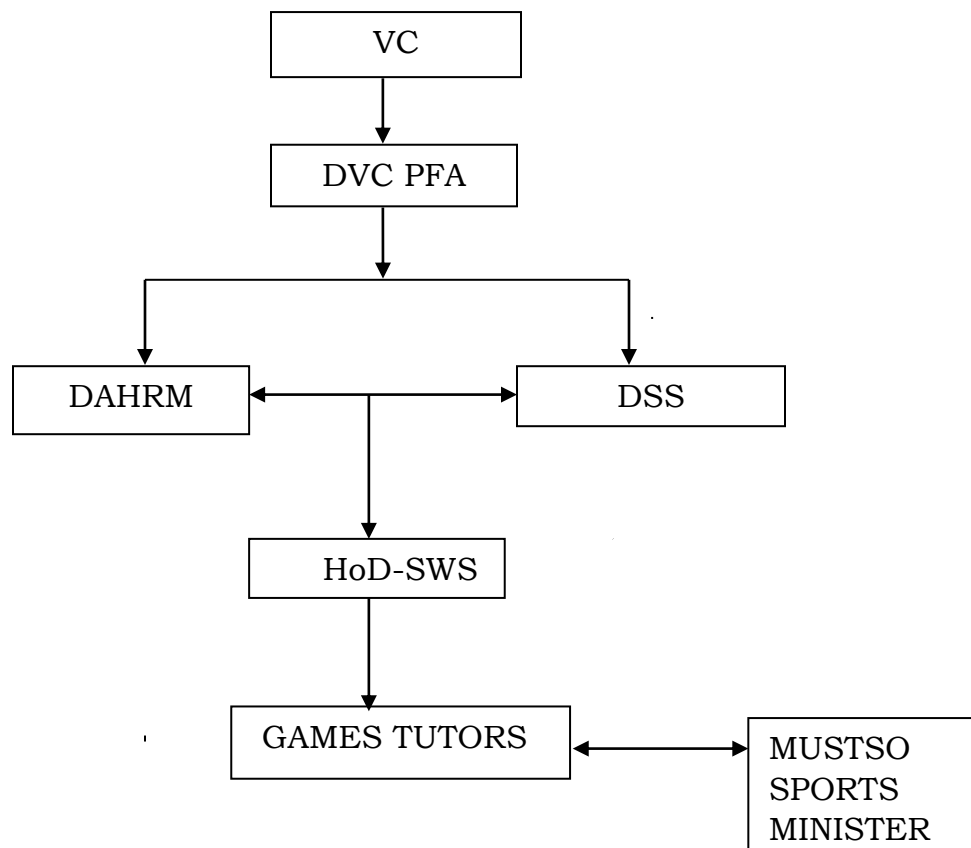 VC
DVC PFA
DAHRM
DSS
HoD-SWS
GAMES TUTORS
MUSTSO
SPORTS
MINISTER